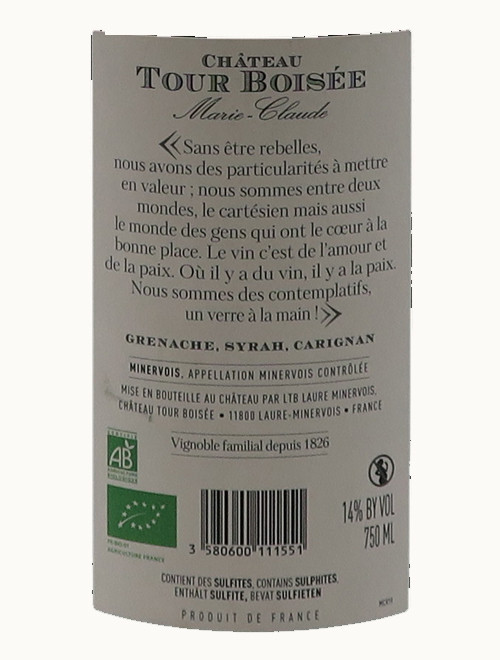 CHÂTEAU
TOUR BOISÉE
Marie-Claude
« Sans être rebelles,
nous avons des particularités à mettre
en valeur ; nous sommes entre deux
mondes, le cartésien mais aussi
le monde des gens qui ont le cœur à la
bonne place. Le vin c'est de l'amour et
de la paix. Où il y a du vin, il y a la paix.
Nous sommes des contemplatifs,
un verre à la main ! »
GRENACHE, SYRAH, CARIGNAN
MINERVOIS, APPELLATION MINERVOIS CONTRÔLÉE
MISE EN BOUTEILLE AU CHÂTEAU PAR LTB LAURE MINERVOIS,
CHÂTEAU TOUR BOISÉE • 11800 LAURE-MINERVOIS • FRANCE
Vignoble familial depuis 1826
CERTIFIÉ
AB
AGRICULTURE
BIOLOGIQUE
AGRICULTURE FRANCE
3 580600 111551
14% BY VOL
750 ML
CONTIENT DES SULFITES, CONTAINS SULPHITES,
ENTHÄLT SULFITE, BEVAT SULFIETEN
PRODUIT DE FRANCE